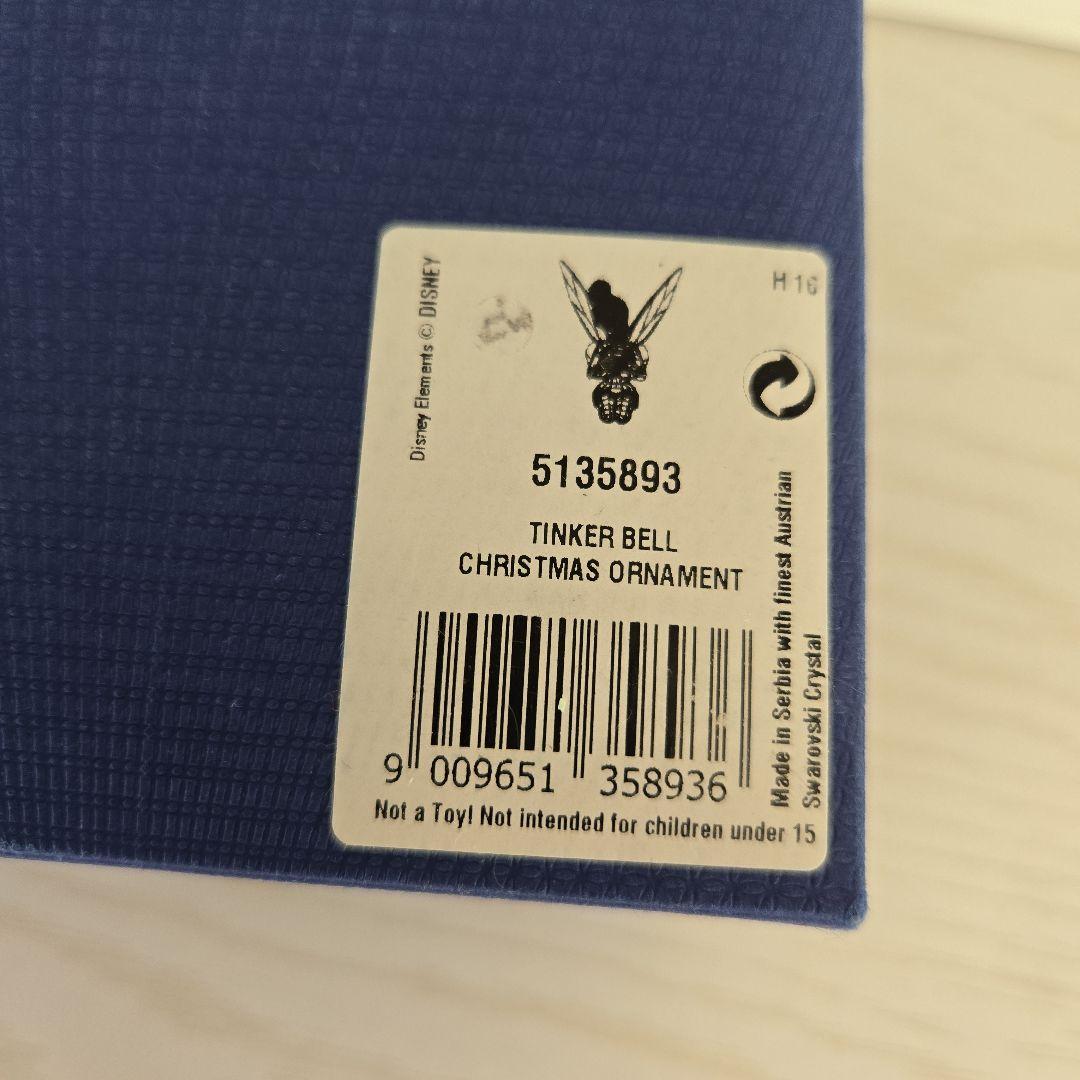 Disney Elements © DISNEY
H 16
5135893
TINKER BELL
CHRISTMAS ORNAMENT
Made in Serbia with finest Austrian
Swarovski Crystal
9 009651 358936
Not a Toy! Not intended for children under 15